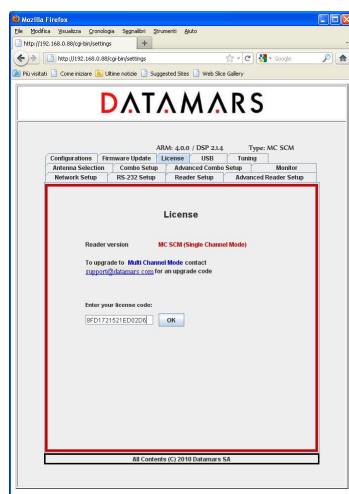 Mozilla Firefox
File Modifica Visualizza Cronologia Segnalibri Strumenti Aiuto
http://192.168.0.88/cgi-bin/settings
http://192.168.0.88/cgi-bin/settings Google
Più visitati Come iniziare Ultime notizie Suggested Sites Web Slice Gallery
DATAMARS
ARM: 4.0.0 / DSP 2.1.4 Type: MC SCM
Configurations Firmware Update License USB Tuning
Antenna Selection Combo Setup Advanced Combo Setup Monitor
Network Setup RS-232 Setup Reader Setup Advanced Reader Setup
License
Reader version MC SCM (Single Channel Mode)
To upgrade to Multi Channel Mode contact
support@datamars.com for an upgrade code
Enter your license code:
8FD1721521ED02D6 OK
All Contents (C) 2010 Datamars SA